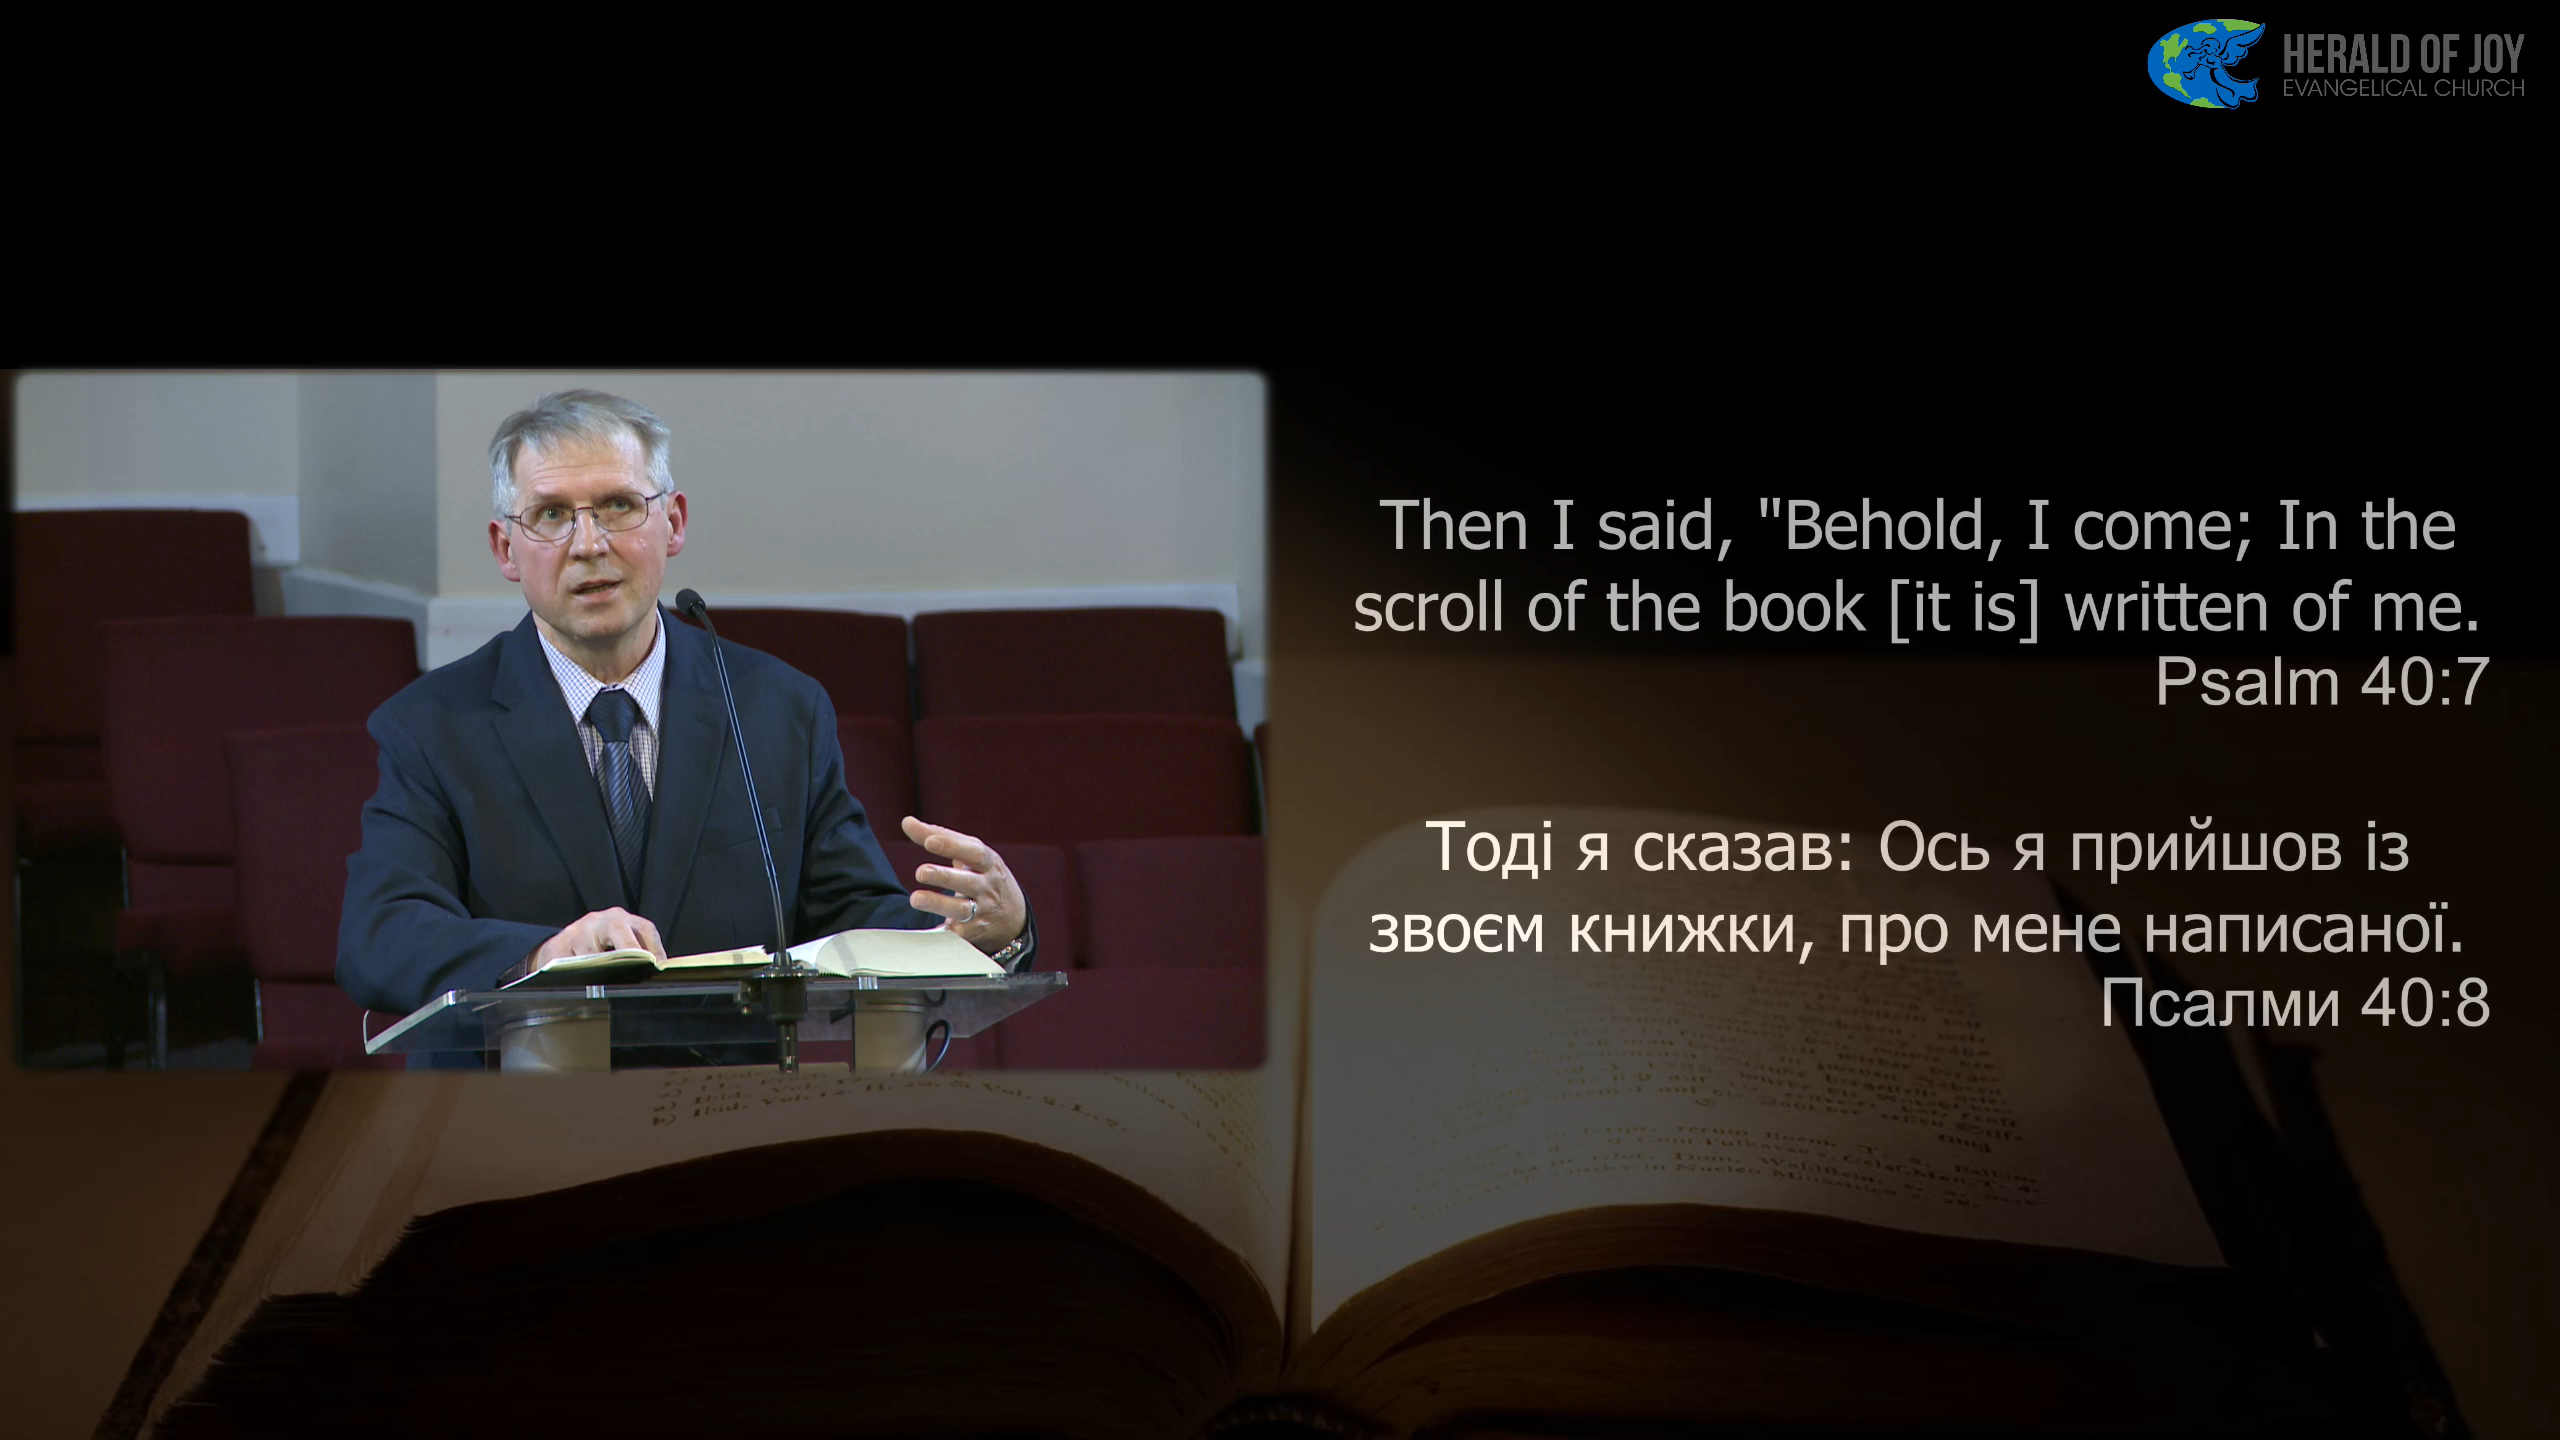 HERALD OF JOY
EVANGELICAL CHURCH
Then I said, "Behold, I come; In the
scroll of the book [it is] written of me.
Psalm 40:7
Тоді я сказав: Ось я прийшов із
звоєм книжки, про мене написаної.
Псалми 40:8